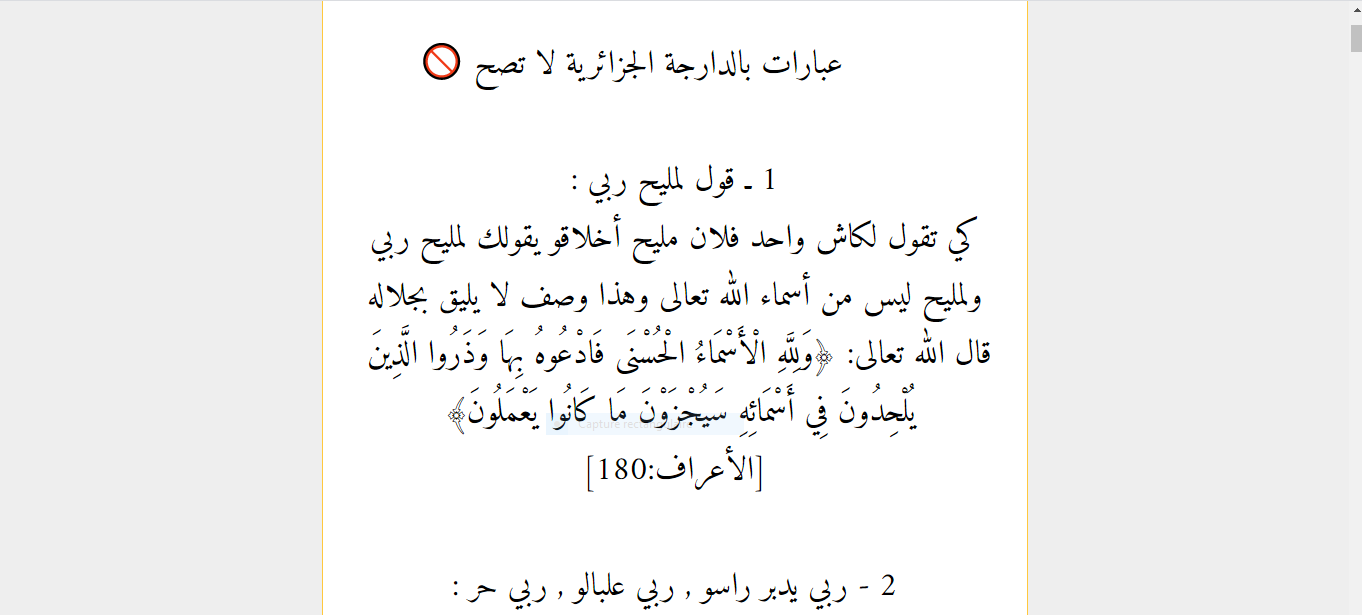 عبارات بالدارجة الجزائرية لا تصح 🚫
1 ـ قول لمليح ربي :
كي تقول لكاش واحد فلان مليح أخلاقو يقولك لمليح ربي
ولمليح ليس من أسماء الله تعالى وهذا وصف لا يليق بجلاله
قال الله تعالى: ﴿وَلِلَّهِ الْأَسْمَاءُ الْحُسْنَى فَادْعُوهُ بِهَا وَذَرُوا الَّذِينَ
يُلْحِدُونَ فِي أَسْمَائِهِ سَيُجْزَوْنَ مَا كَانُوا يَعْمَلُونَ﴾
Capture rectangulaire
[الأعراف:180]
2 - ربي يدبر راسو , ربي علبالو , ربي حر :